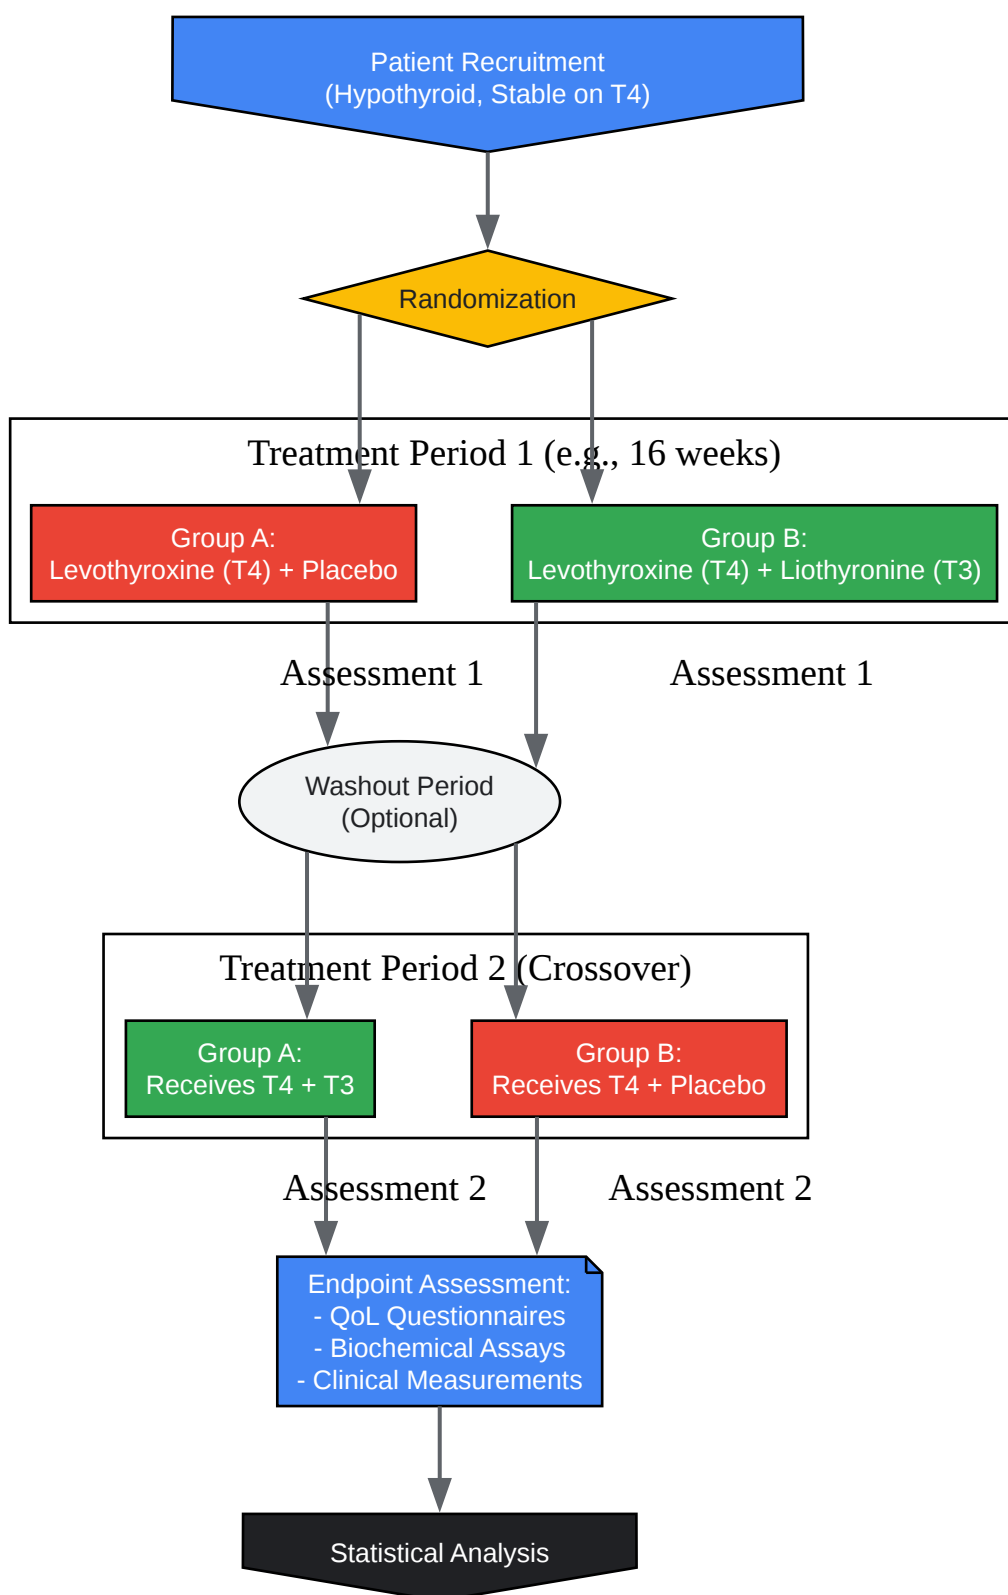 Patient Recruitment
(Hypothyroid, Stable on T4)
Randomization
Treatment Period 1 (e.g., 16 weeks)
Group A:
Levothyroxine (T4) + Placebo
Group B:
Levothyroxine (T4) + Liothyronine (T3)
Assessment 1
Assessment 1
Washout Period
(Optional)
Treatment Period 2 (Crossover)
Group A:
Receives T4 + T3
Group B:
Receives T4 + Placebo
Assessment 2
Assessment 2
Endpoint Assessment:
- QoL Questionnaires
- Biochemical Assays
- Clinical Measurements
Statistical Analysis